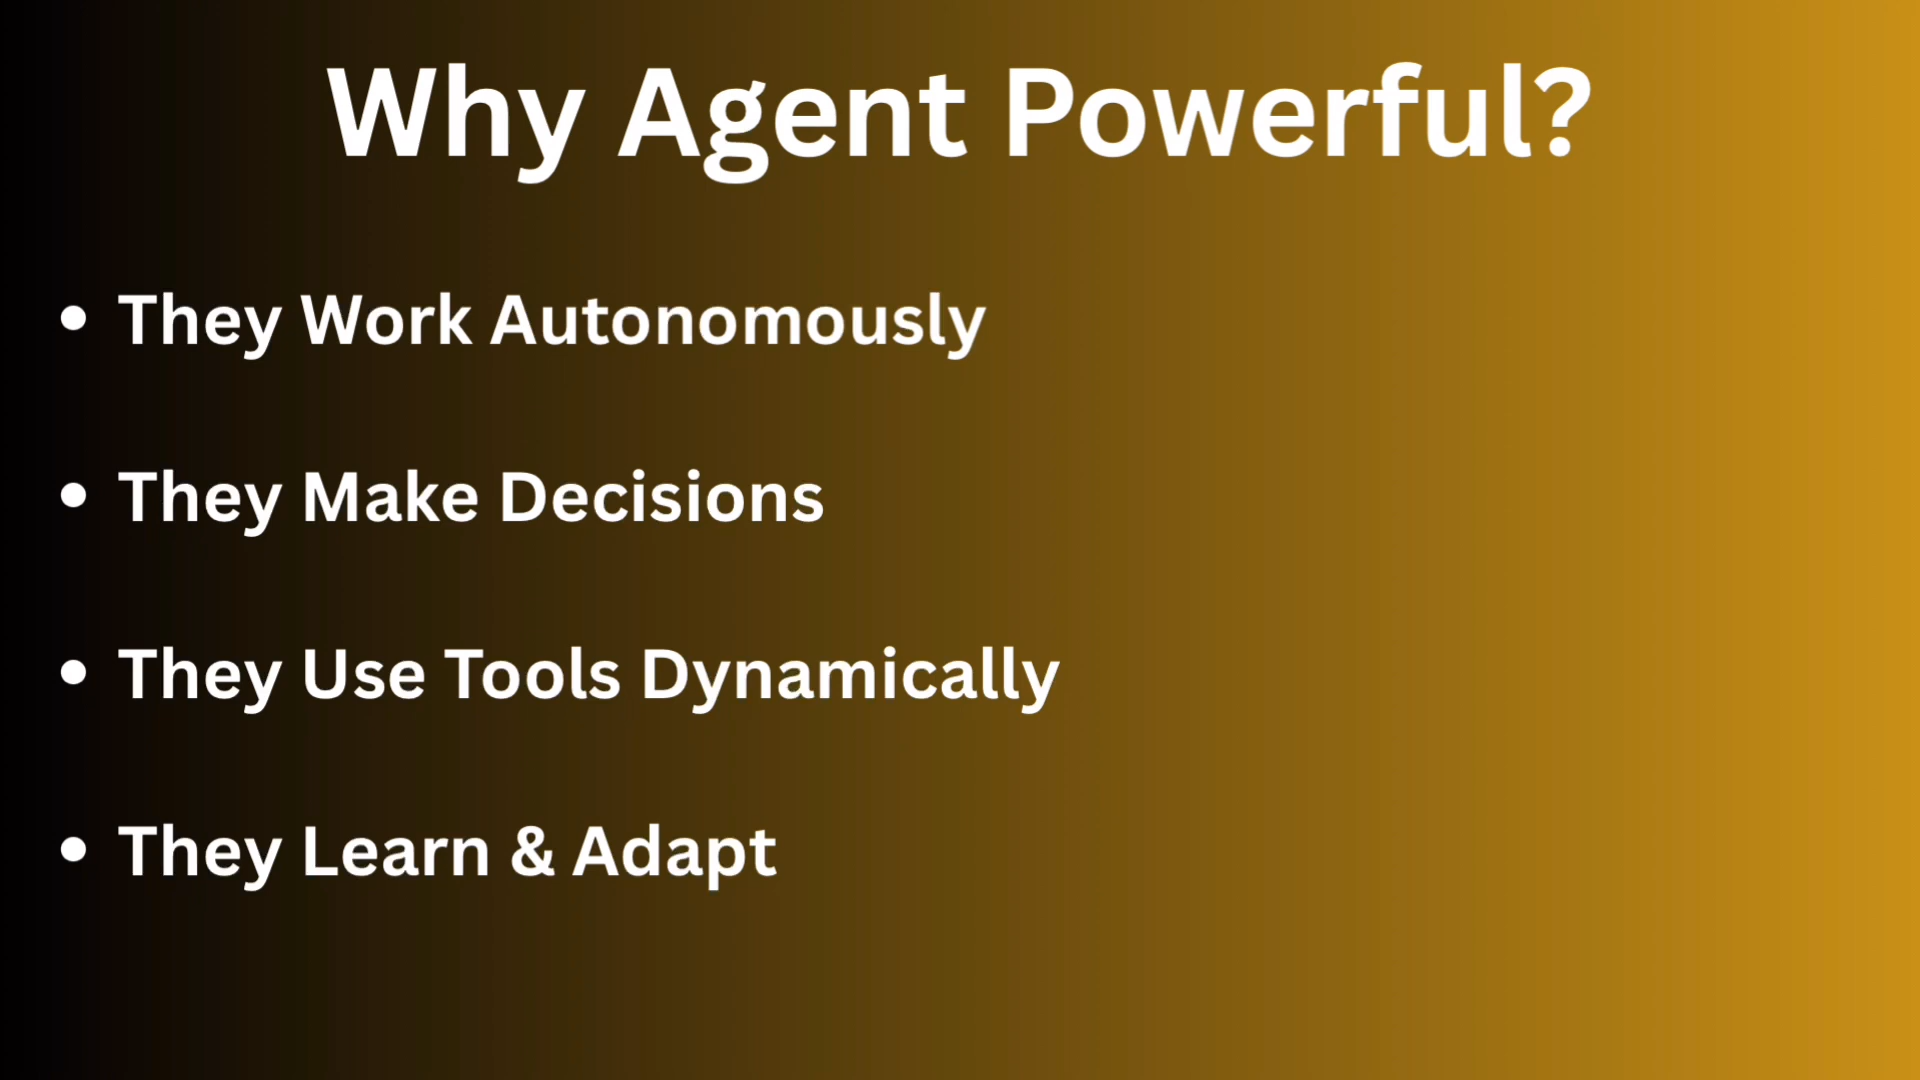 Why Agent Powerful?
• They Work Autonomously
• They Make Decisions
• They Use Tools Dynamically
• They Learn & Adapt